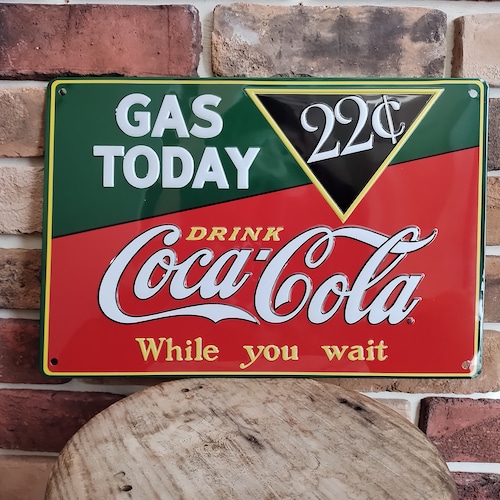 GAS
TODAY
22¢
DRINK
Coca-Cola
While you wait